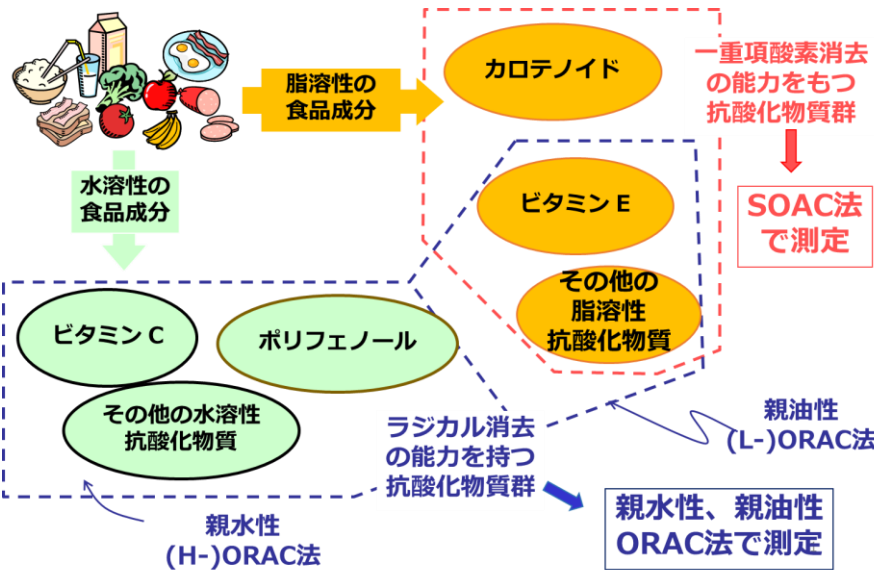 脂溶性の
食品成分
カロテノイド
一重項酸素消去
の能力をもつ
抗酸化物質群
水溶性の
食品成分
ビタミン E
SOAC法
で測定
その他の
脂溶性
抗酸化物質
ビタミン C
ポリフェノール
その他の水溶性
抗酸化物質
ラジカル消去
の能力を持つ
抗酸化物質群
親油性
(L-)ORAC法
親水性
(H-)ORAC法
親水性、親油性
ORAC法で測定